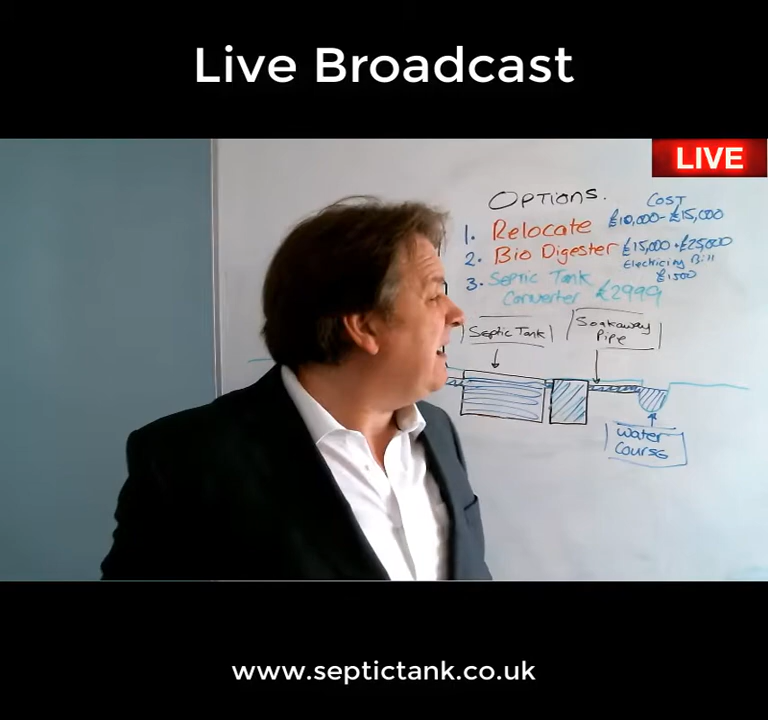 Live Broadcast
LIVE
OPTIONS.
COST
1. Relocate £10,000-£15,000
2. Bio Digester £15,000-£25,000
Electricity Bill
£1500
3. Septic Tank
Converter £2999
Septic Tank
Soakaway
Pipe
Water
Course
www.septictank.co.uk